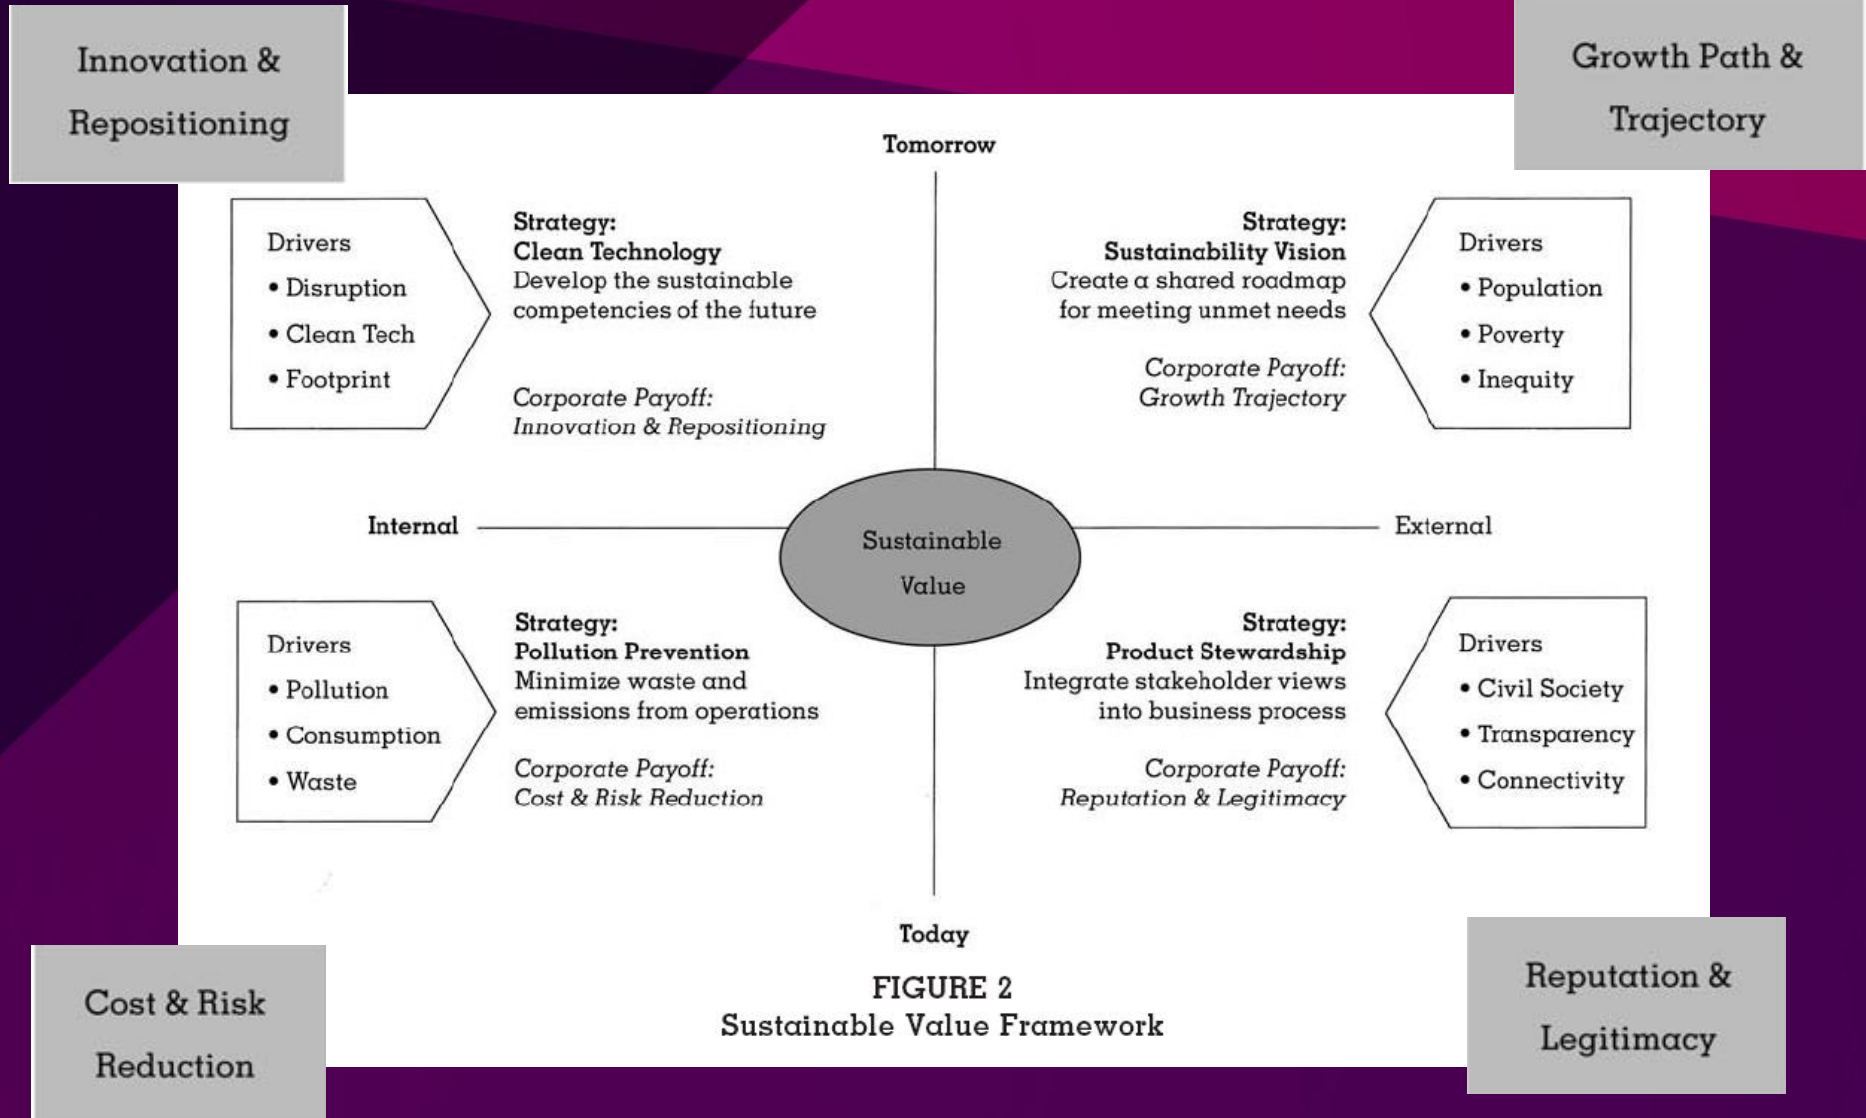 Innovation &
Repositioning
Growth Path &
Trajectory
Tomorrow
Drivers
• Disruption
• Clean Tech
• Footprint
Strategy:
Clean Technology
Develop the sustainable
competencies of the future
Corporate Payoff:
Innovation & Repositioning
Strategy:
Sustainability Vision
Create a shared roadmap
for meeting unmet needs
Corporate Payoff:
Growth Trajectory
Drivers
• Population
• Poverty
• Inequity
Internal
Sustainable
Value
External
Drivers
• Pollution
• Consumption
• Waste
Strategy:
Pollution Prevention
Minimize waste and
emissions from operations
Corporate Payoff:
Cost & Risk Reduction
Strategy:
Product Stewardship
Integrate stakeholder views
into business process
Corporate Payoff:
Reputation & Legitimacy
Drivers
• Civil Society
• Transparency
• Connectivity
Today
FIGURE 2
Sustainable Value Framework
Cost & Risk
Reduction
Reputation &
Legitimacy